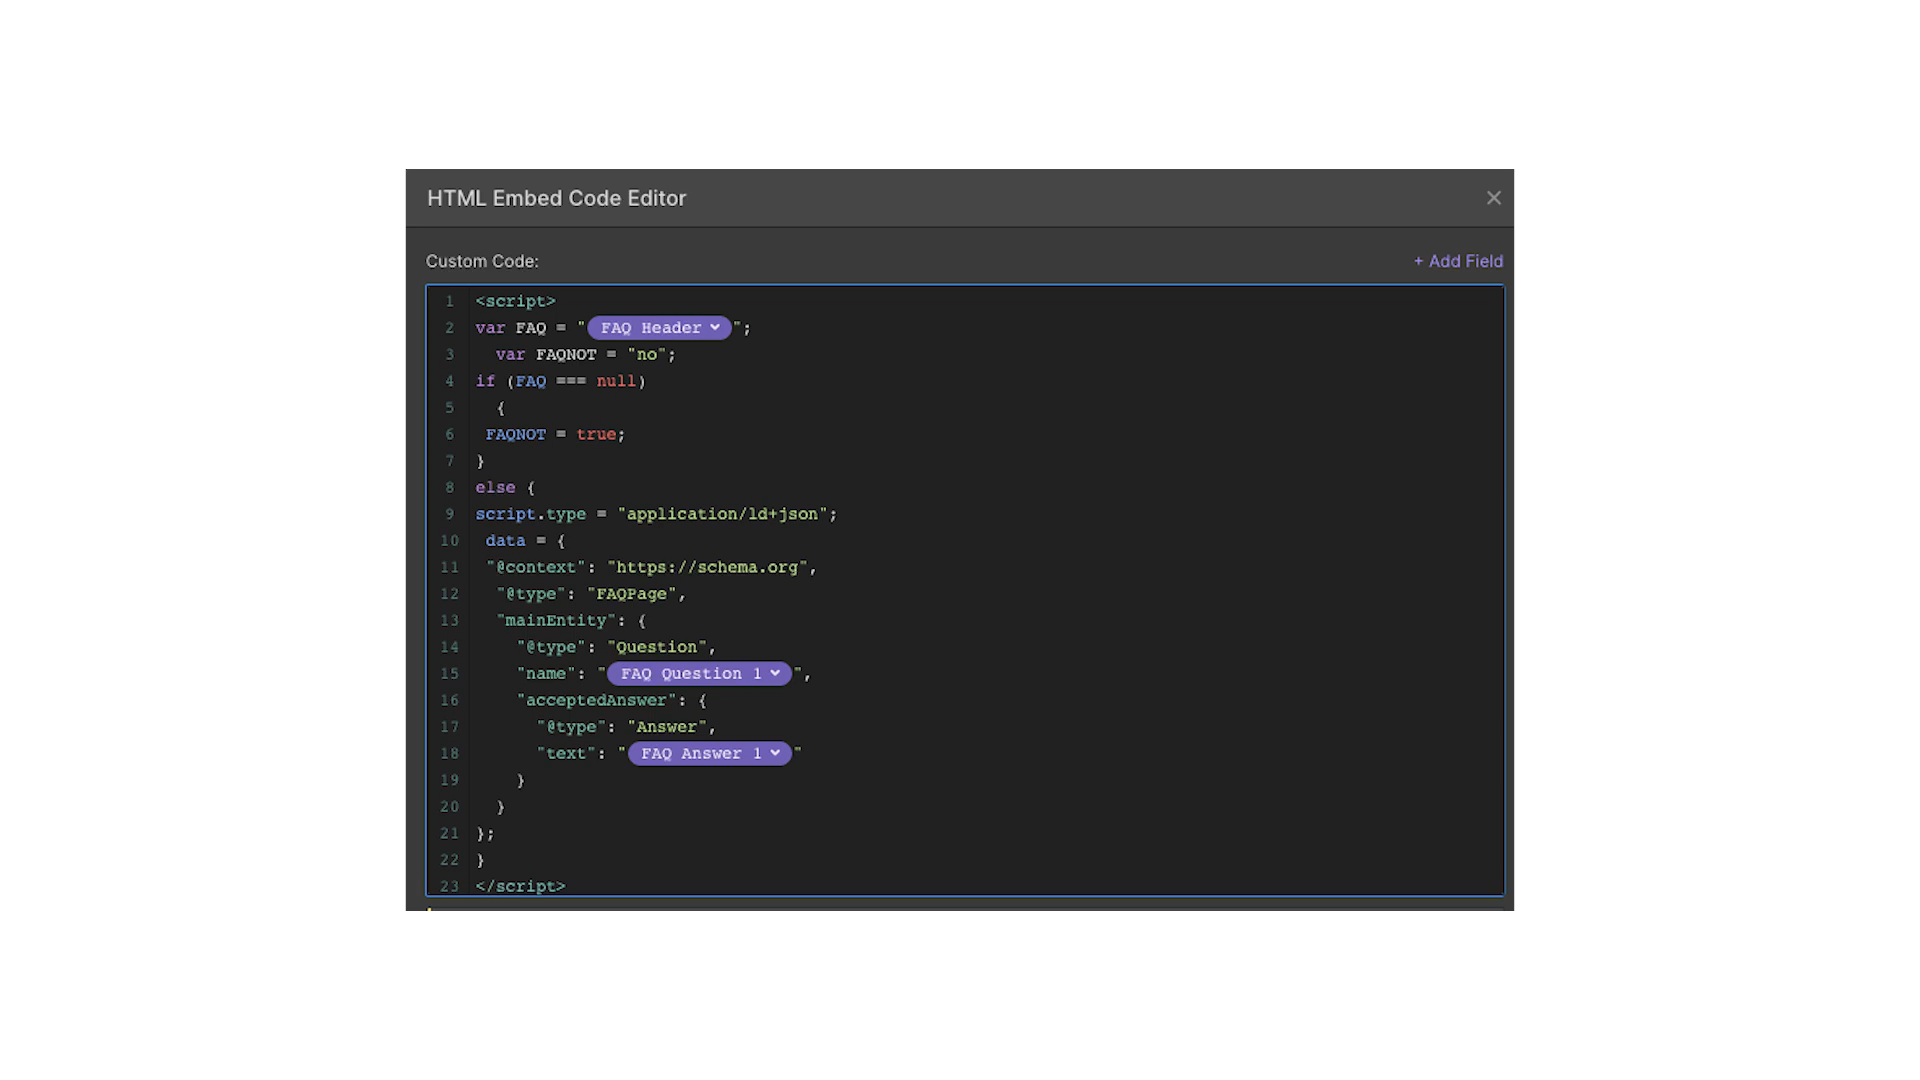 HTML Embed Code Editor
Custom Code:
+ Add Field
1 <script>
2 var FAQ = "FAQ Header";
3 var FAQNOT = "no";
4 if (FAQ === null)
5 {
6 FAQNOT = true;
7 }
8 else {
9 script.type = "application/ld+json";
10 data = {
11 "@context": "https://schema.org",
12 "@type": "FAQPage",
13 "mainEntity": {
14 "@type": "Question",
15 "name": "FAQ Question 1",
16 "acceptedAnswer": {
17 "@type": "Answer",
18 "text": "FAQ Answer 1"
19 }
20 }
21 };
22 }
23 </script>